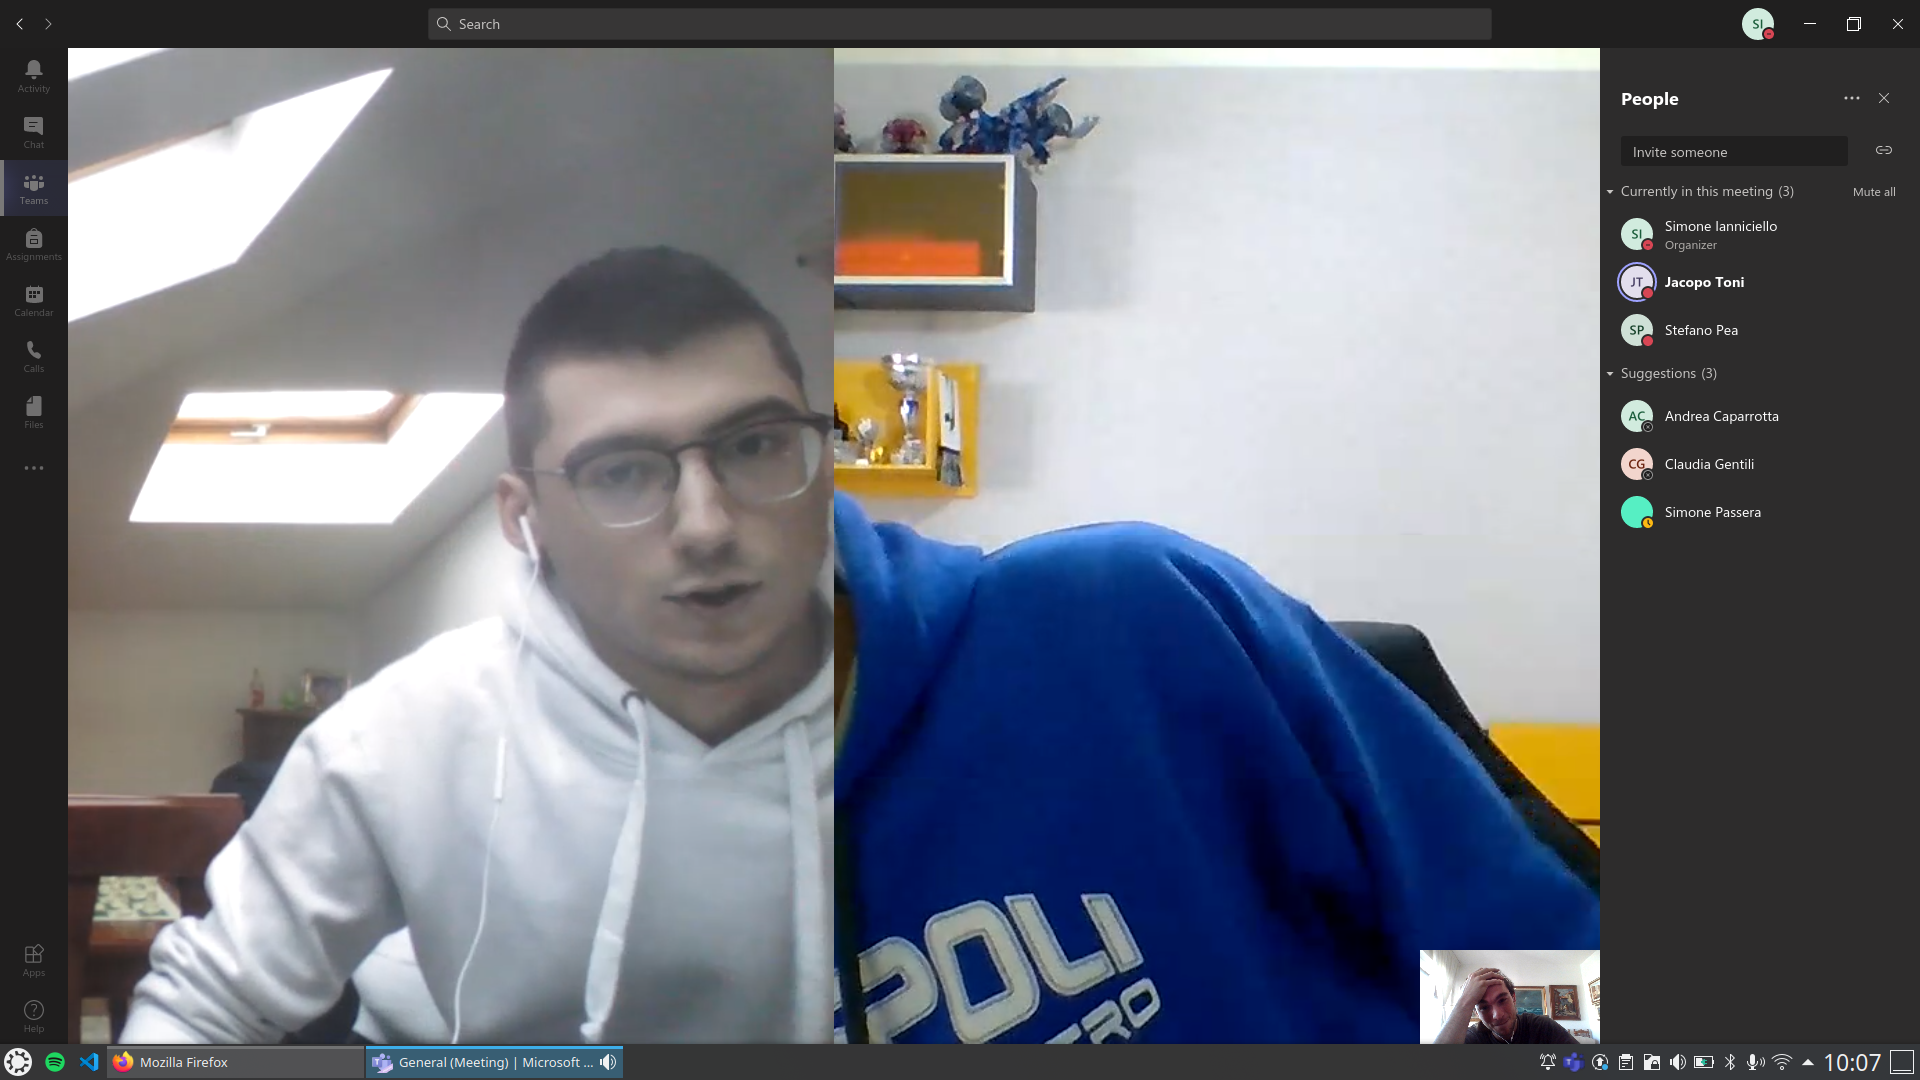 Search
SI
Activity
Chat
Teams
Assignments
Calendar
Calls
Files
Apps
Help
People
Invite someone
Currently in this meeting (3)
Mute all
SI
Simone Ianniciello
Organizer
JT
Jacopo Toni
SP
Stefano Pea
Suggestions (3)
AC
Andrea Caparrotta
CG
Claudia Gentili
Simone Passera
POLI
TRO
Mozilla Firefox
General (Meeting) | Microsoft ...
10:07